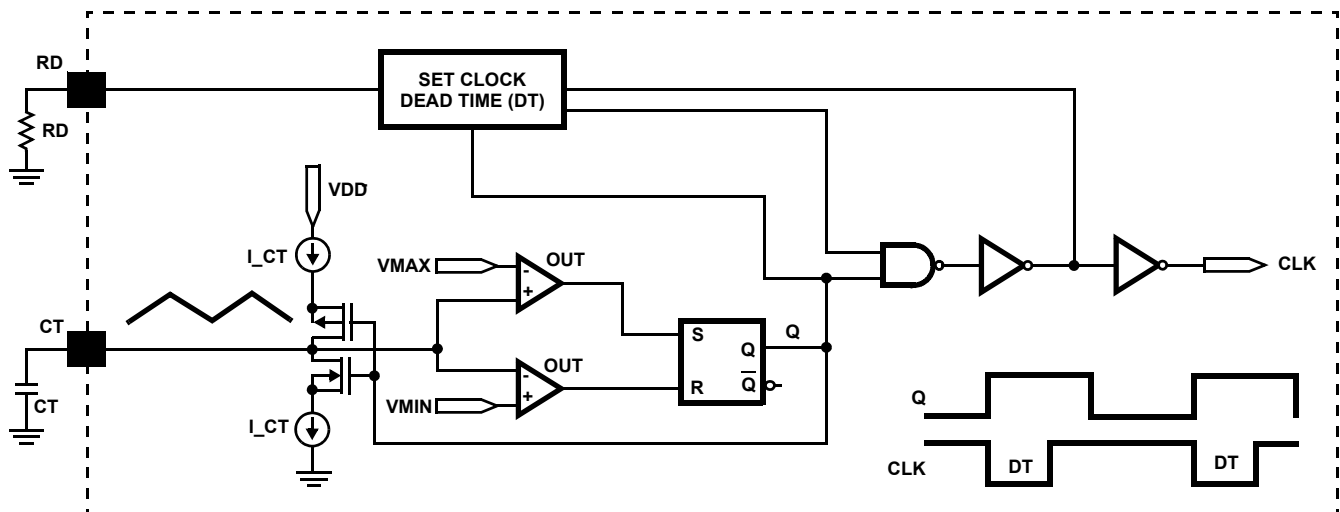 RD
SET CLOCK
DEAD TIME (DT)
RD
VDD
I_CT
VMAX
OUT
-
+
CLK
CT
S
Q
Q
Q
R
OUT
-
+
CT
VMIN
I_CT
Q
CLK
DT
DT